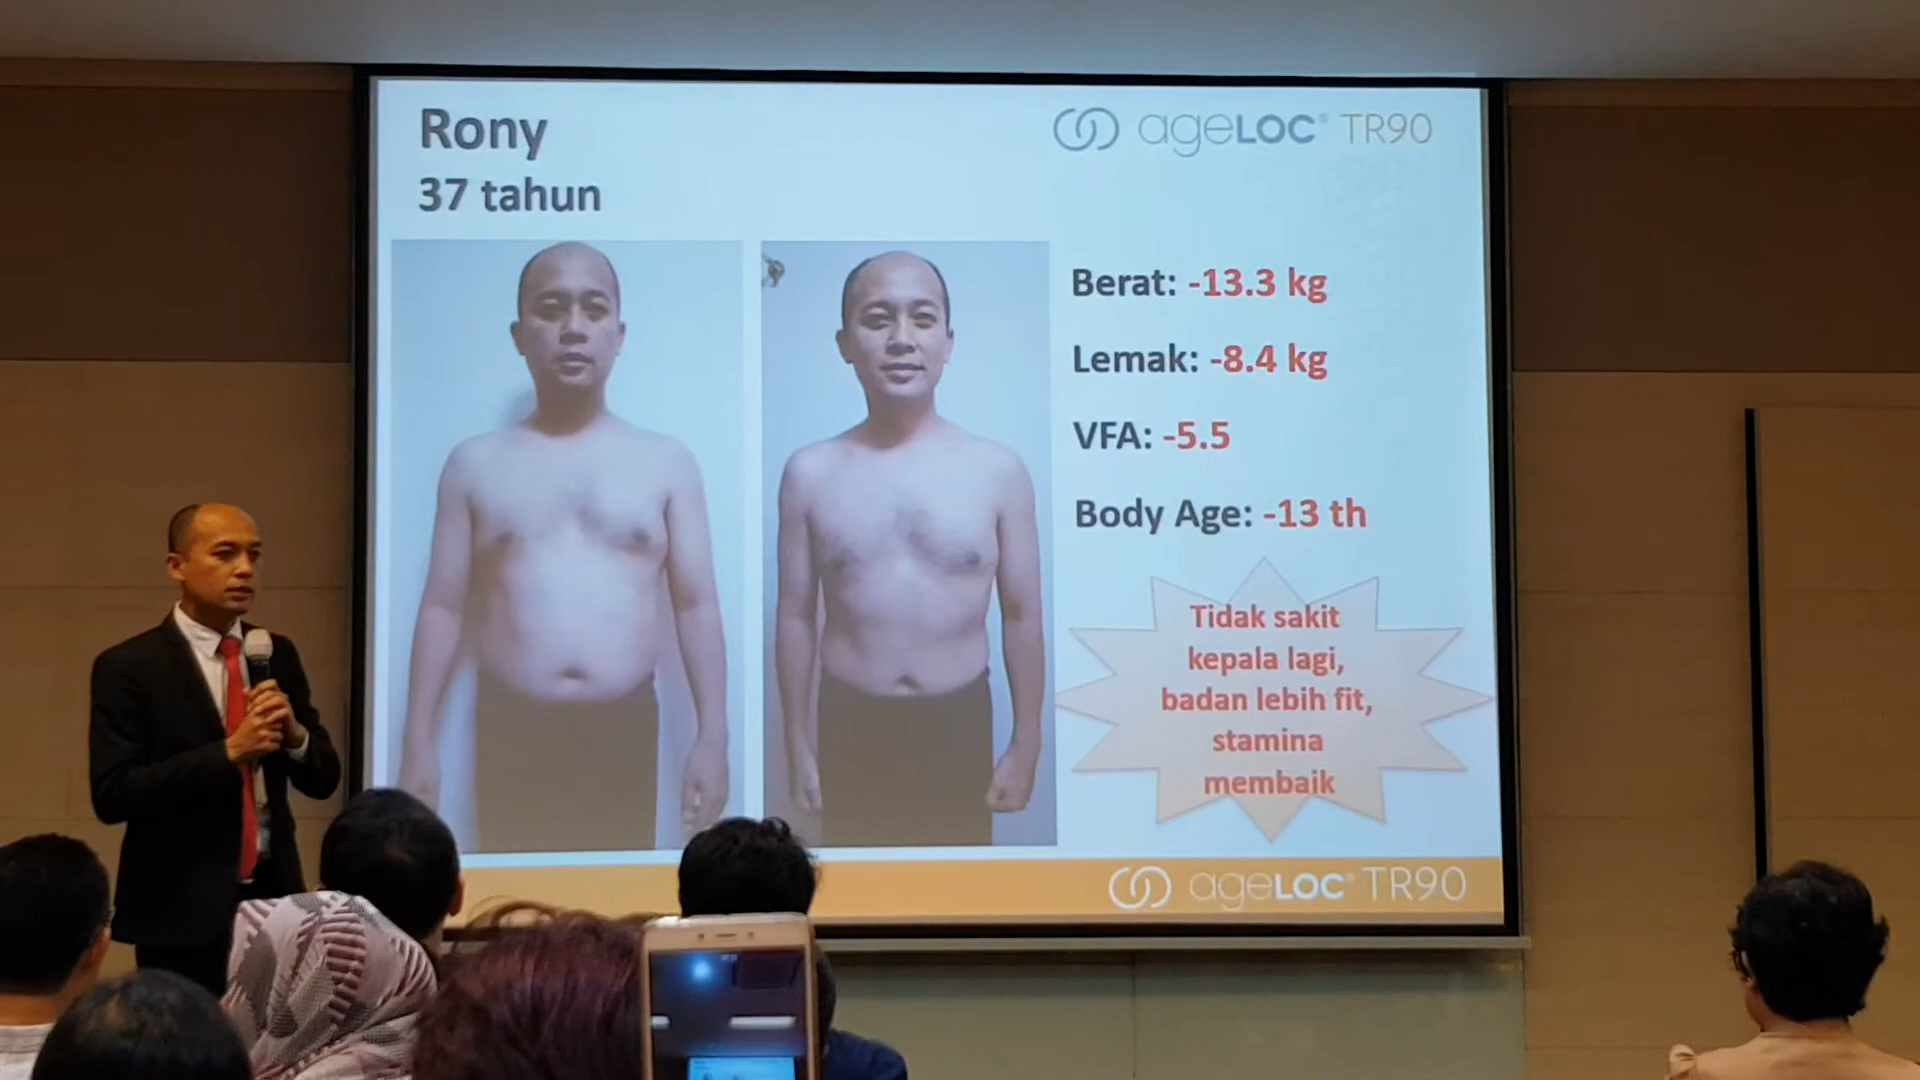 Rony
ageLOC® TR90
37 tahun
Berat: -13.3 kg
Lemak: -8.4 kg
VFA: -5.5
Body Age: -13 th
Tidak sakit
kepala lagi,
badan lebih fit,
stamina
membaik
ageLOC® TR90